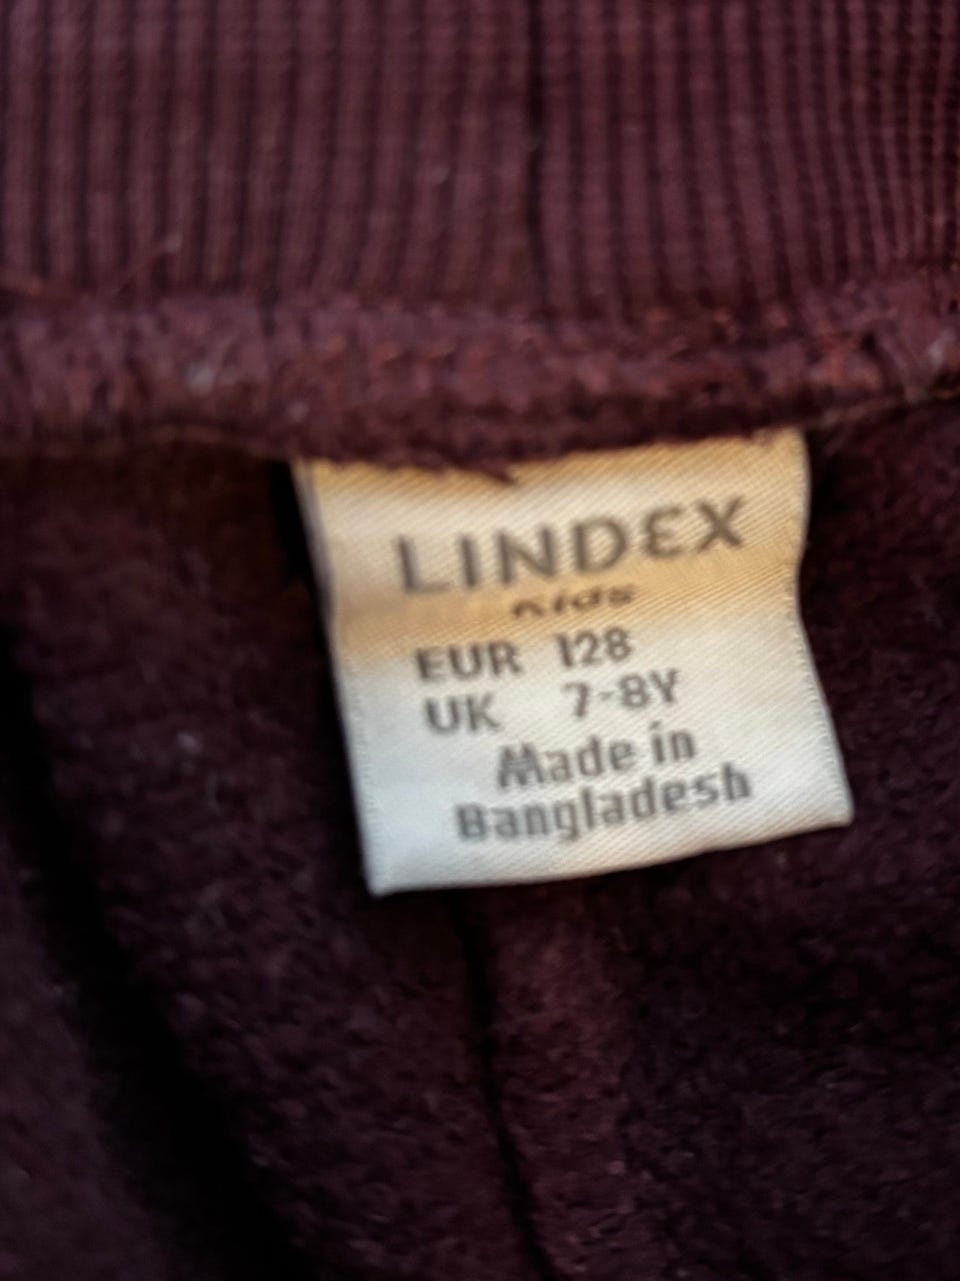 LINDEX
Kids
EUR 128
UK 7-8Y
Made in
Bangladesh